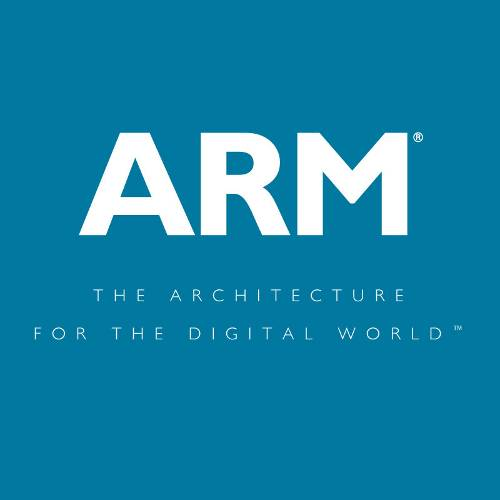 ARM®
THE ARCHITECTURE
FOR THE DIGITAL WORLD™